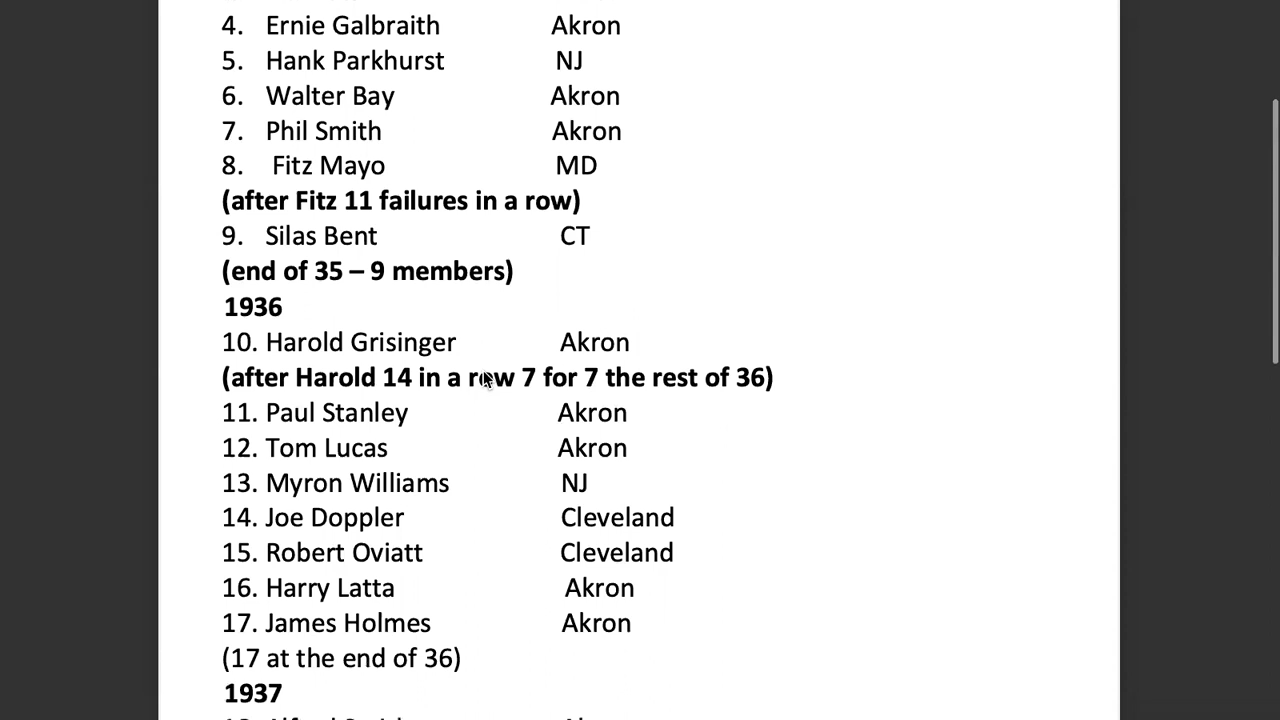 4. Ernie Galbraith Akron
5. Hank Parkhurst NJ
6. Walter Bay Akron
7. Phil Smith Akron
8. Fitz Mayo MD
(after Fitz 11 failures in a row)
9. Silas Bent CT
(end of 35 – 9 members)
1936
10. Harold Grisinger Akron
(after Harold 14 in a row 7 for 7 the rest of 36)
11. Paul Stanley Akron
12. Tom Lucas Akron
13. Myron Williams NJ
14. Joe Doppler Cleveland
15. Robert Oviatt Cleveland
16. Harry Latta Akron
17. James Holmes Akron
(17 at the end of 36)
1937